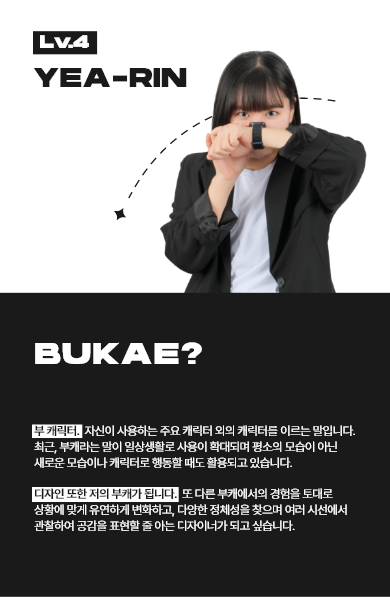 Lv.4
YEA-RIN
BUKAE?
부 캐릭터. 자신이 사용하는 주요 캐릭터 외의 캐릭터를 이르는 말입니다.
최근, 부캐라는 말이 일상생활로 사용이 확대되며 평소의 모습이 아닌
새로운 모습이나 캐릭터로 행동할 때도 활용되고 있습니다.
디자인 또한 저의 부캐가 됩니다. 또 다른 부캐에서의 경험을 토대로
상황에 맞게 유연하게 변화하고, 다양한 정체성을 찾으며 여러 시선에서
관찰하여 공감을 표현할 줄 아는 디자이너가 되고 싶습니다.